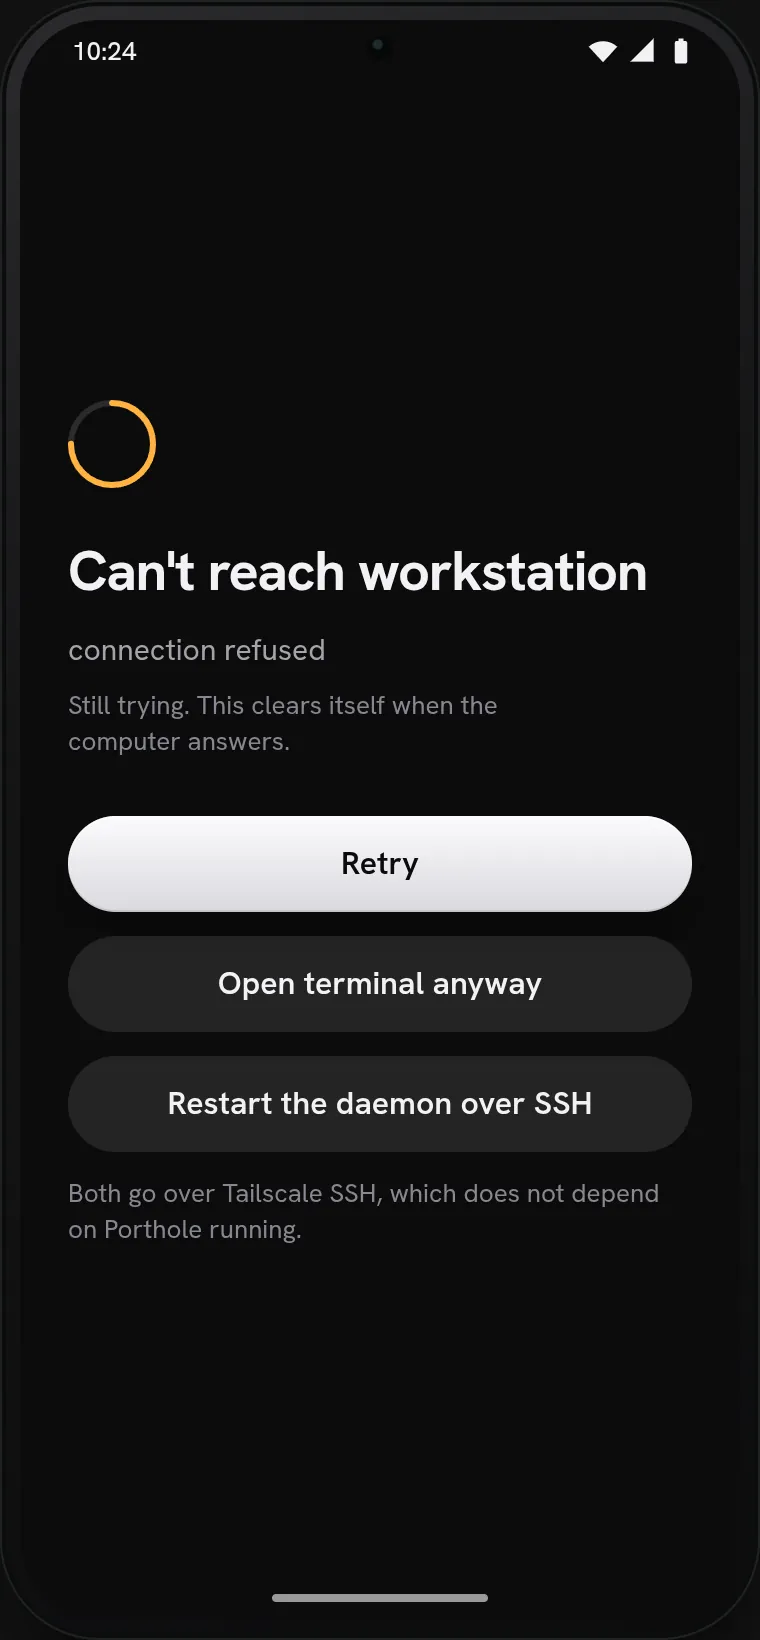 10:24
Can't reach workstation
connection refused
Still trying. This clears itself when the
computer answers.
Retry
Open terminal anyway
Restart the daemon over SSH
Both go over Tailscale SSH, which does not depend
on Porthole running.